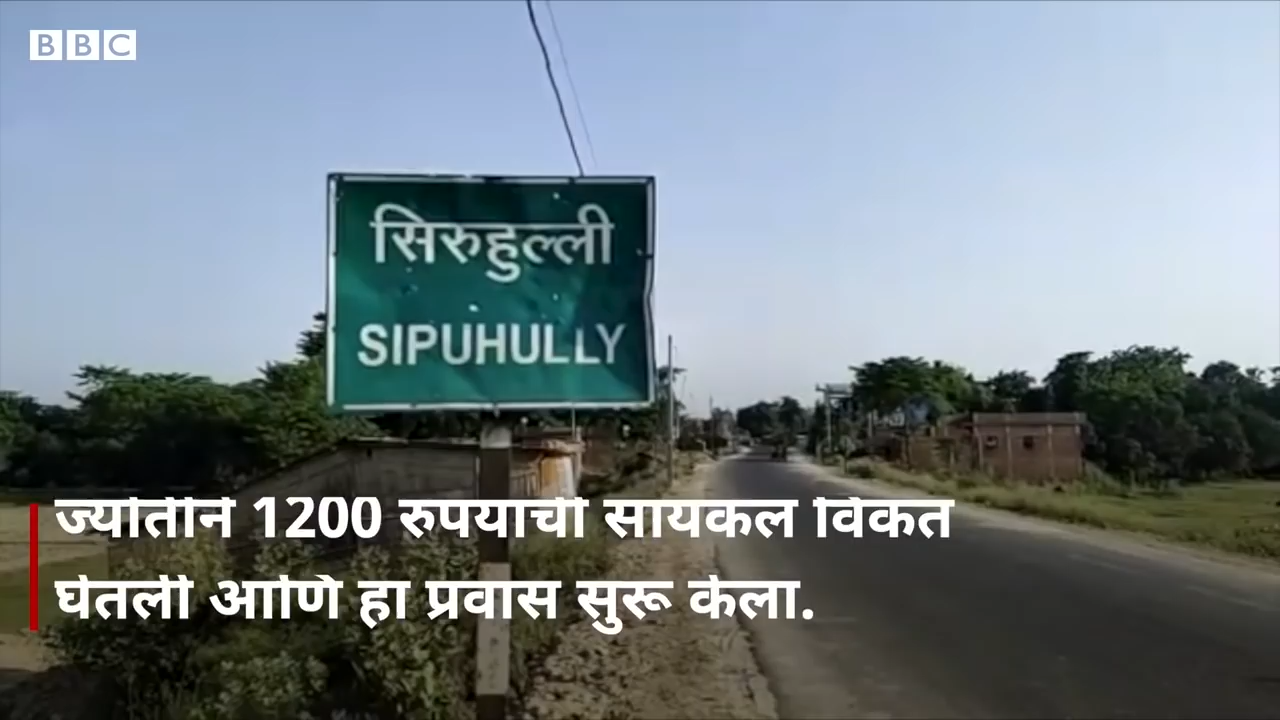 BBC
सिरुहुल्ली
SIPUHULLY
ज्योतीने 1200 रुपयांची सायकल विकत
घेतली आणि हा प्रवास सुरू केला.